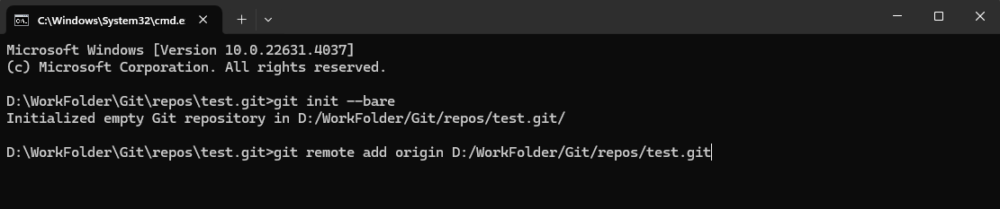 C:\Windows\System32\cmd.e
Microsoft Windows [Version 10.0.22631.4037]
(c) Microsoft Corporation. All rights reserved.
D:\WorkFolder\Git\repos\test.git>git init --bare
Initialized empty Git repository in D:/WorkFolder/Git/repos/test.git/
D:\WorkFolder\Git\repos\test.git>git remote add origin D:/WorkFolder/Git/repos/test.git